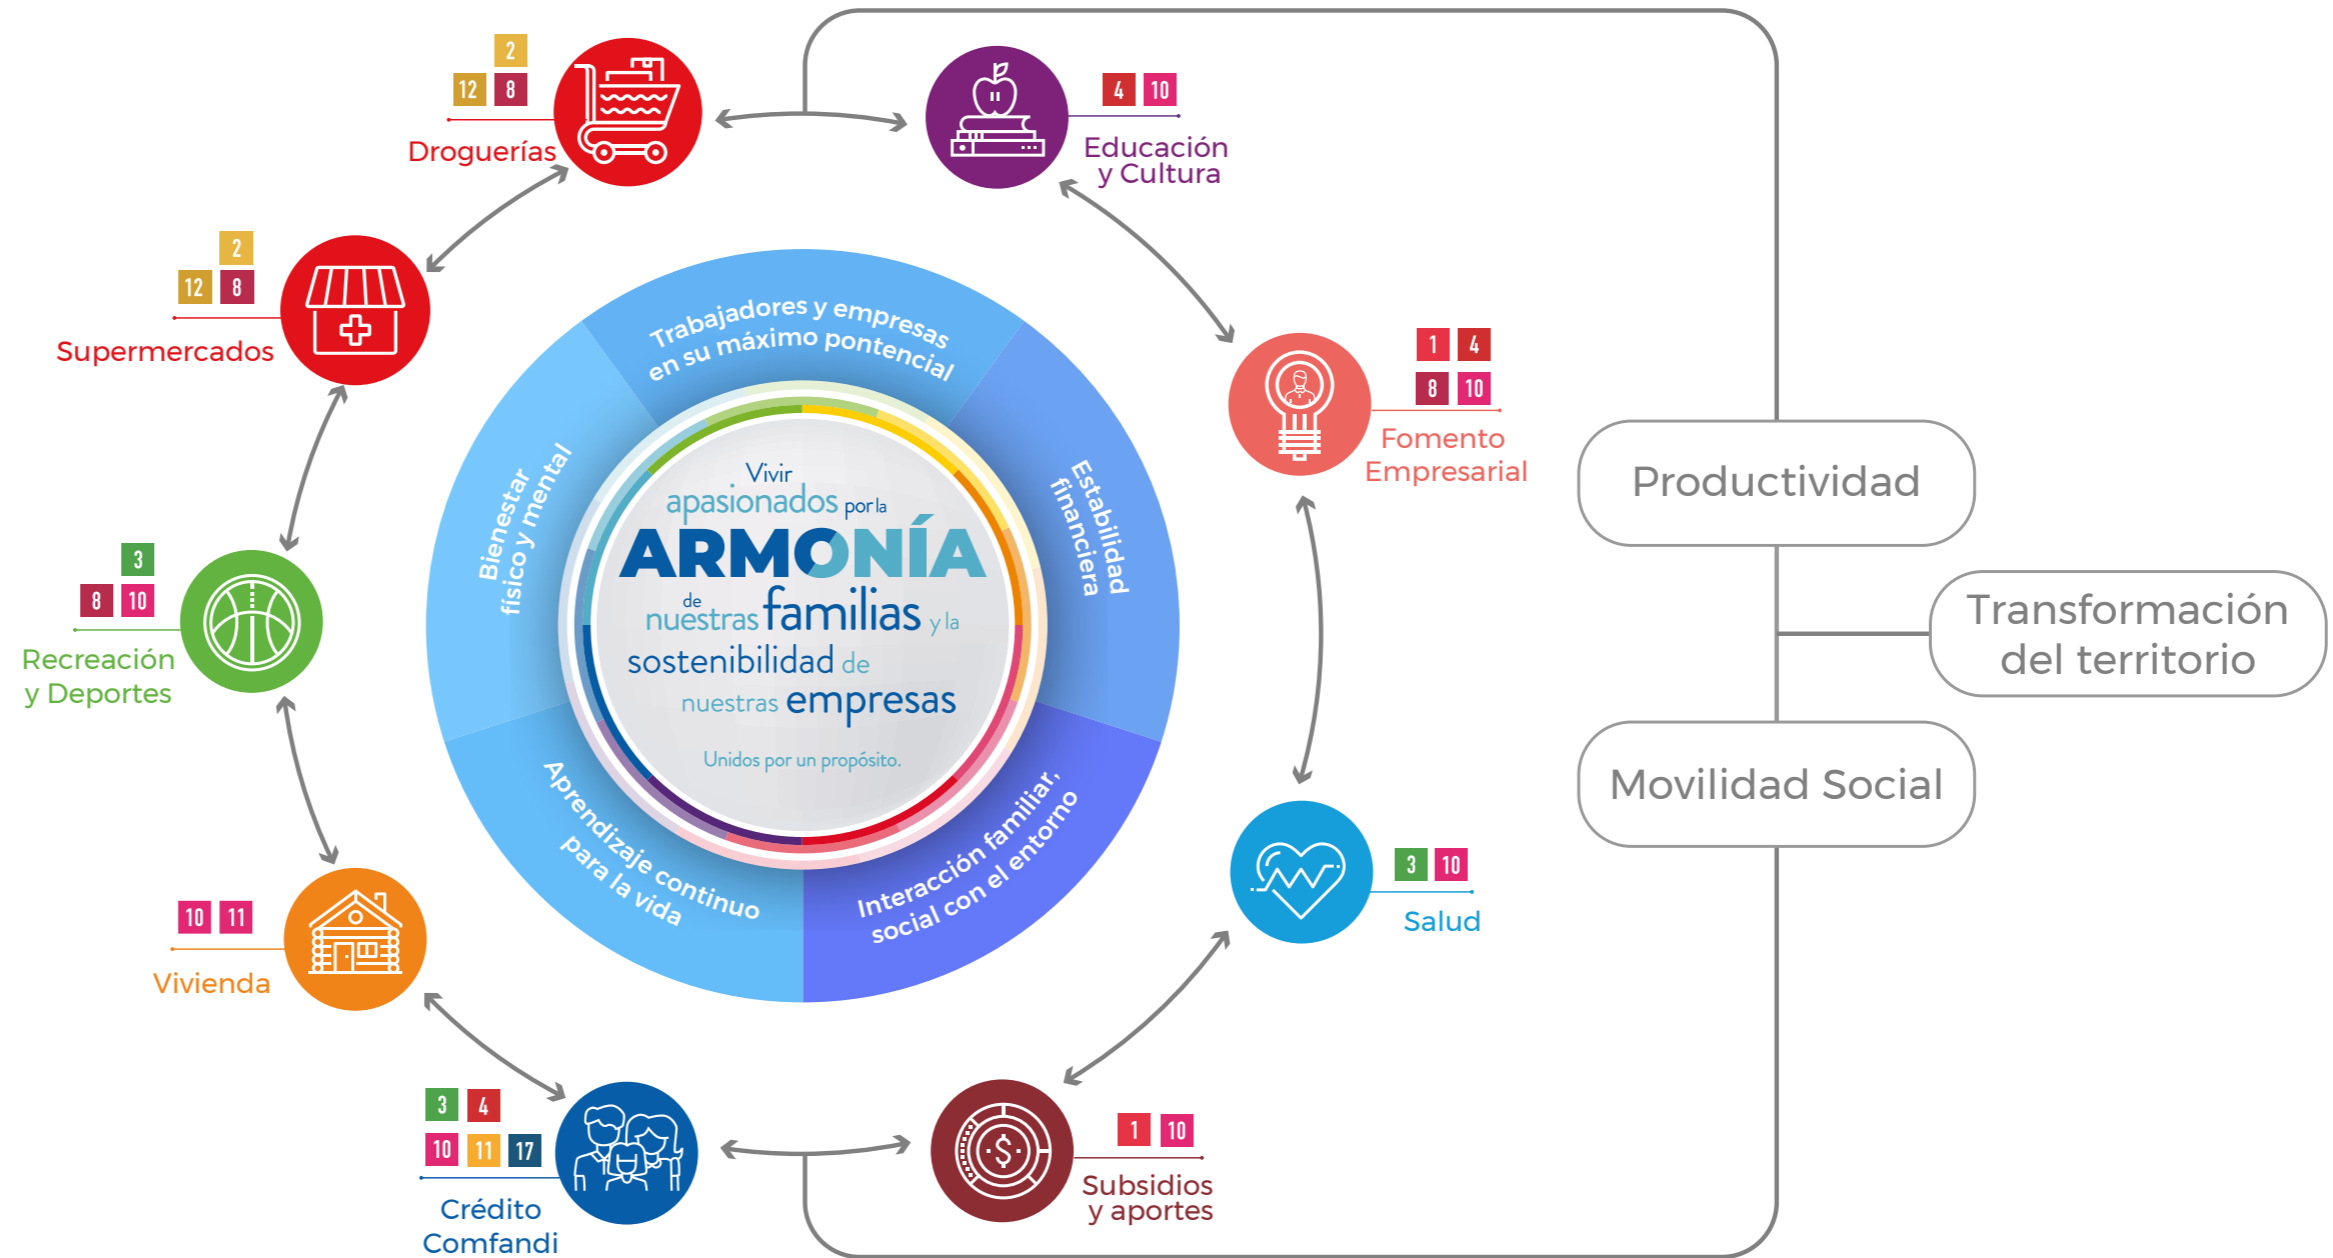 2
12 8
Droguerías
4 10
Educación
y Cultura
2
12 8
Supermercados
1 4
8 10
Fomento
Empresarial
3
8 10
Recreación
y Deportes
3 10
Salud
10 11
Vivienda
3 4
10 11 17
Crédito
Comfandi
1 10
Subsidios
y aportes
$
Trabajadores y empresas
en su máximo pontencial
Estabilidad
financiera
Interacción familiar,
social con el entorno
Aprendizaje continuo
para la vida
Bienestar
físico y mental
Vivir
apasionados por la
ARMONÍA
de
nuestras familias y la
sostenibilidad de
nuestras empresas
Unidos por un propósito.
Productividad
Transformación
del territorio
Movilidad Social